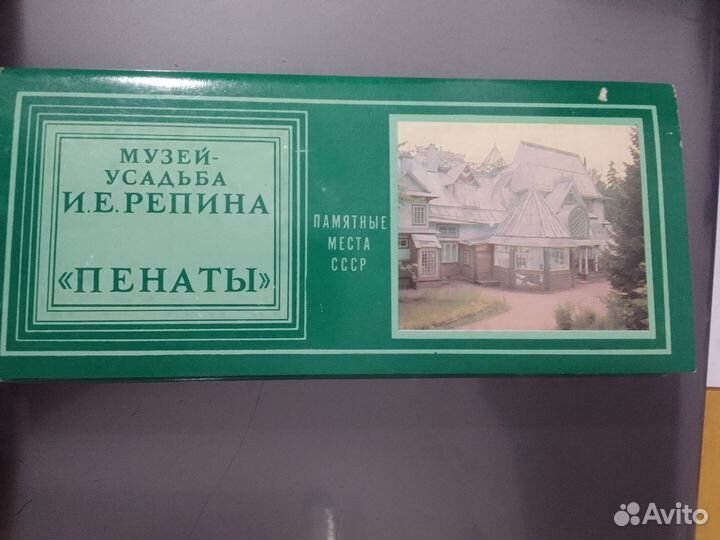 МУЗЕЙ-
УСАДЬБА
И.Е.РЕПИНА
«ПЕНАТЫ»
ПАМЯТНЫЕ
МЕСТА
СССР
Avito